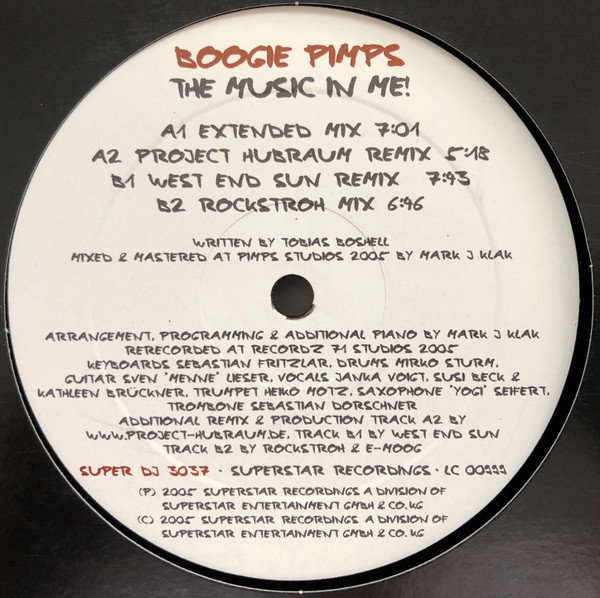 BOOGIE PIMPS
THE MUSIC IN ME!
A1 EXTENDED MIX 7:01
A2 PROJECT HUBRAUM REMIX 5:18
B1 WEST END SUN REMIX 7:43
B2 ROCKSTROH MIX 6:46
WRITTEN BY TOBIAS BOSHELL
MIXED & MASTERED AT PIMPS STUDIOS 2005 BY MARK J KLAK
ARRANGEMENT, PROGRAMMING & ADDITIONAL PIANO BY MARK J KLAK
RERECORDED AT RECORDZ 71 STUDIOS 2005
KEYBOARDS SEBASTIAN FRITZLAR, DRUMS MIRKO STURM,
GUITAR SVEN "MENNE" LIESER, VOCALS JANKA VOIGT, SUSI BECK &
KATHLEEN BRÜCKNER, TRUMPET HEIKO MOTZ, SAXOPHONE "YOGI" SEIFERT,
TROMBONE SEBASTIAN DORSCHNER
ADDITIONAL REMIX & PRODUCTION TRACK A2 BY
WWW.PROJECT-HUBRAUM.DE, TRACK B1 BY WEST END SUN
TRACK B2 BY ROCKSTROH & E-MOOG
SUPER DJ 3037 · SUPERSTAR RECORDINGS · LC 00999
(P) 2005 SUPERSTAR RECORDINGS A DIVISION OF
SUPERSTAR ENTERTAINMENT GMBH & CO. KG
(C) 2005 SUPERSTAR RECORDINGS A DIVISION OF
SUPERSTAR ENTERTAINMENT GMBH & CO. KG